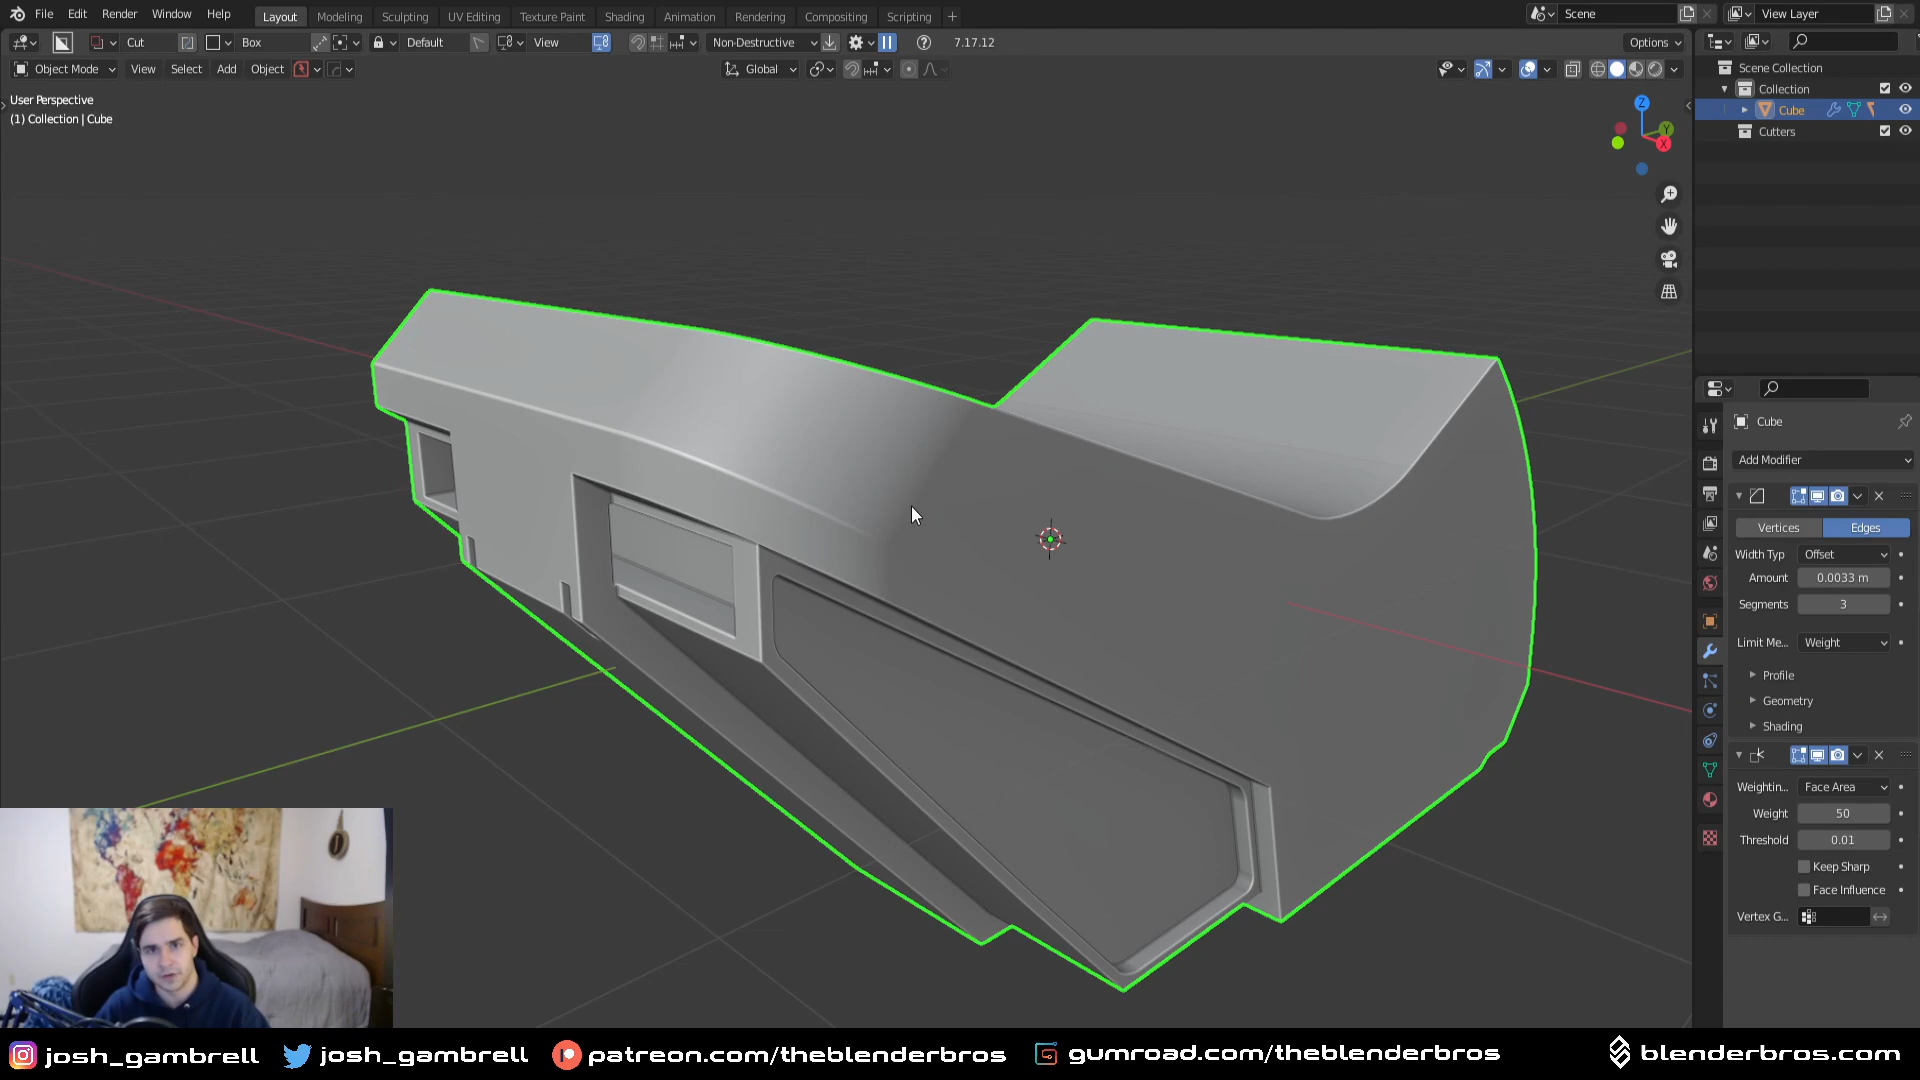 File Edit Render Window Help Layout Modeling Sculpting UV Editing Texture Paint Shading Animation Rendering Compositing Scripting + Scene View Layer
Cut Box Default View Non-Destructive 7.17.12 Options
Object Mode View Select Add Object Global
User Perspective
(1) Collection | Cube
Z
Y
X
Scene Collection
Collection
Cube
Cutters
Cube
Add Modifier
Vertices Edges
Width Typ Offset
Amount 0.0033 m
Segments 3
Limit Me... Weight
Profile
Geometry
Shading
Weightin... Face Area
Weight 50
Threshold 0.01
Keep Sharp
Face Influence
Vertex G...
josh_gambrell josh_gambrell patreon.com/theblenderbros gumroad.com/theblenderbros blenderbros.com